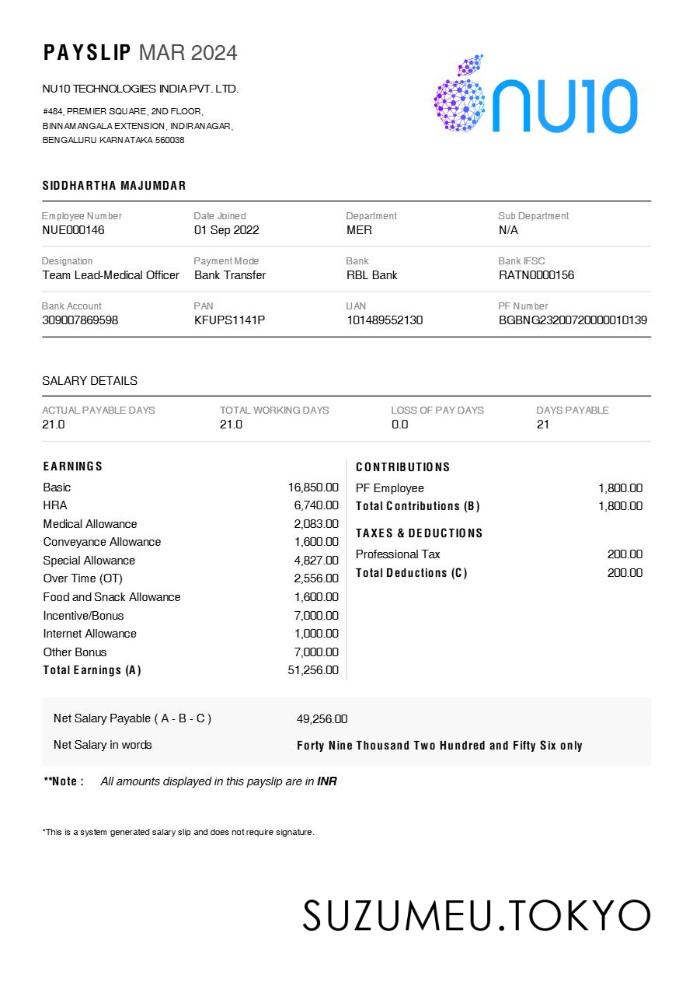 PAYSLIP MAR 2024
NU10 TECHNOLOGIES INDIA PVT. LTD.
#484, PREMIER SQUARE, 2ND FLOOR,
BINNAMANGALA EXTENSION, INDIRANAGAR,
BENGALURU KARNATAKA 560038
nu10
SIDDHARTHA MAJUMDAR
Employee Number Date Joined Department Sub Department
NUE000146 01 Sep 2022 MER N/A
Designation Payment Mode Bank Bank IFSC
Team Lead-Medical Officer Bank Transfer RBL Bank RATN0000156
Bank Account PAN UAN PF Number
309007869598 KFUPS1141P 101489552130 BGBNG23200720000010139
SALARY DETAILS
ACTUAL PAYABLE DAYS TOTAL WORKING DAYS LOSS OF PAY DAYS DAYS PAYABLE
21.0 21.0 0.0 21
EARNINGS
Basic 16,850.00
HRA 6,740.00
Medical Allowance 2,083.00
Conveyance Allowance 1,600.00
Special Allowance 4,827.00
Over Time (OT) 2,556.00
Food and Snack Allowance 1,600.00
Incentive/Bonus 7,000.00
Internet Allowance 1,000.00
Other Bonus 7,000.00
Total Earnings (A) 51,256.00
CONTRIBUTIONS
PF Employee 1,800.00
Total Contributions (B) 1,800.00
TAXES & DEDUCTIONS
Professional Tax 200.00
Total Deductions (C) 200.00
Net Salary Payable ( A - B - C ) 49,256.00
Net Salary in words Forty Nine Thousand Two Hundred and Fifty Six only
**Note : All amounts displayed in this payslip are in INR
*This is a system generated salary slip and does not require signature.
SUZUMEU.TOKYO